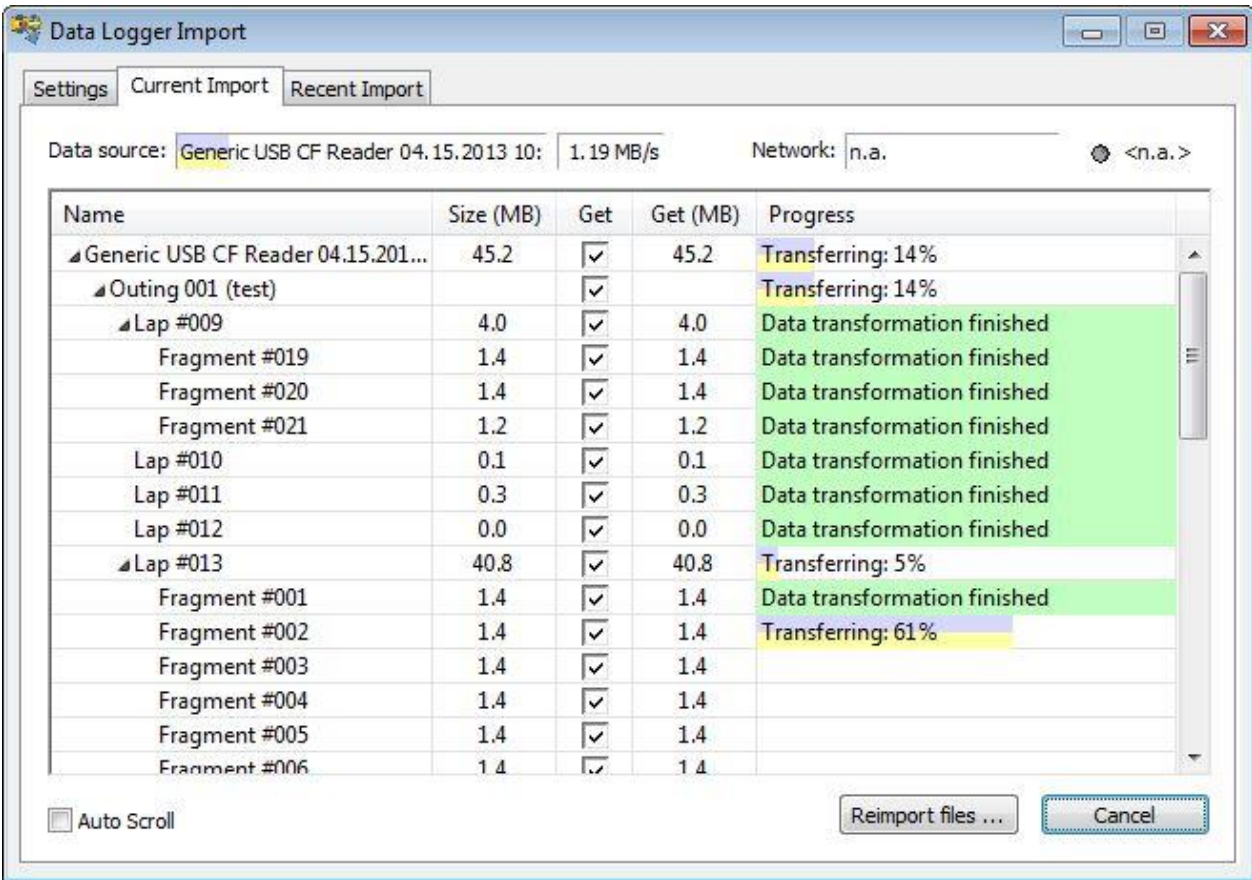 Data Logger Import
Settings Current Import Recent Import
Data source: Generic USB CF Reader 04.15.2013 10: 1.19 MB/s Network: n.a. <n.a.>
Name Size (MB) Get Get (MB) Progress
Generic USB CF Reader 04.15.201... 45.2 45.2 Transferring: 14%
Outing 001 (test) Transferring: 14%
Lap #009 4.0 4.0 Data transformation finished
Fragment #019 1.4 1.4 Data transformation finished
Fragment #020 1.4 1.4 Data transformation finished
Fragment #021 1.2 1.2 Data transformation finished
Lap #010 0.1 0.1 Data transformation finished
Lap #011 0.3 0.3 Data transformation finished
Lap #012 0.0 0.0 Data transformation finished
Lap #013 40.8 40.8 Transferring: 5%
Fragment #001 1.4 1.4 Data transformation finished
Fragment #002 1.4 1.4 Transferring: 61%
Fragment #003 1.4 1.4
Fragment #004 1.4 1.4
Fragment #005 1.4 1.4
Fragment #006 1.4 1.4
Auto Scroll Reimport files ... Cancel